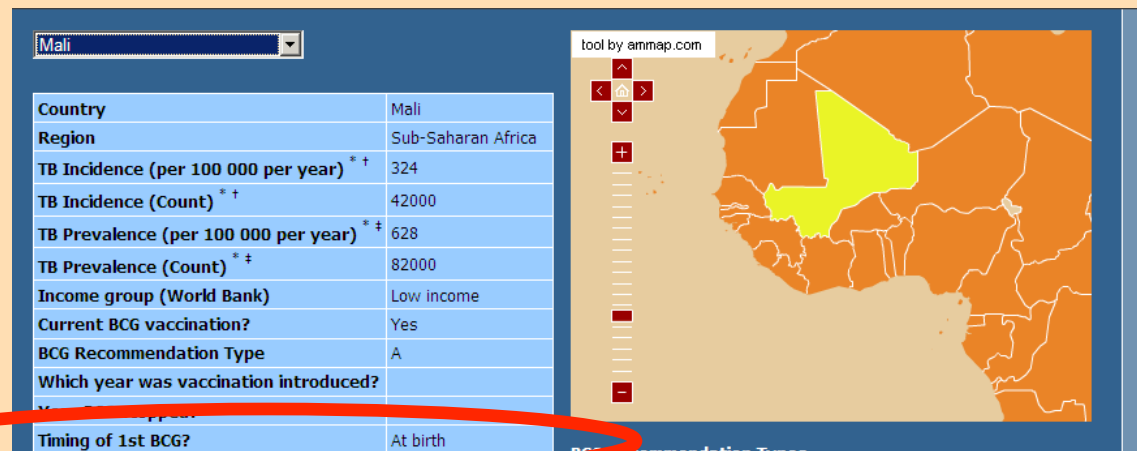 Mali
tool by ammap.com
Country Mali
Region Sub-Saharan Africa
TB Incidence (per 100 000 per year) * † 324
TB Incidence (Count) * † 42000
TB Prevalence (per 100 000 per year) * ‡ 628
TB Prevalence (Count) * ‡ 82000
Income group (World Bank) Low income
Current BCG vaccination? Yes
BCG Recommendation Type A
Which year was vaccination introduced?
Timing of 1st BCG? At birth
Types